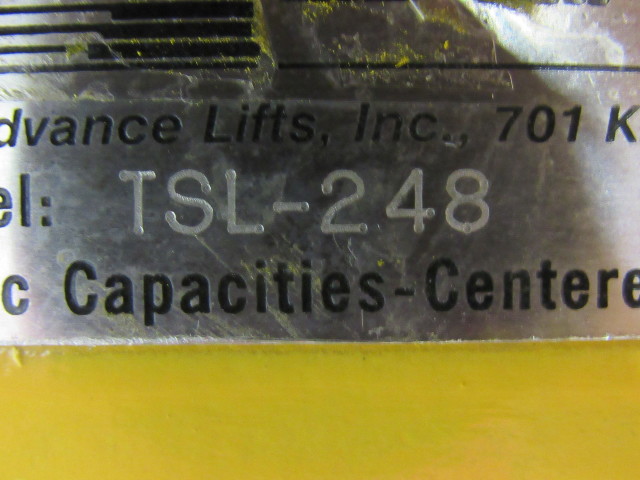 dvance Lifts, Inc., 701 K
el: TSL-248
c Capacities-Centere